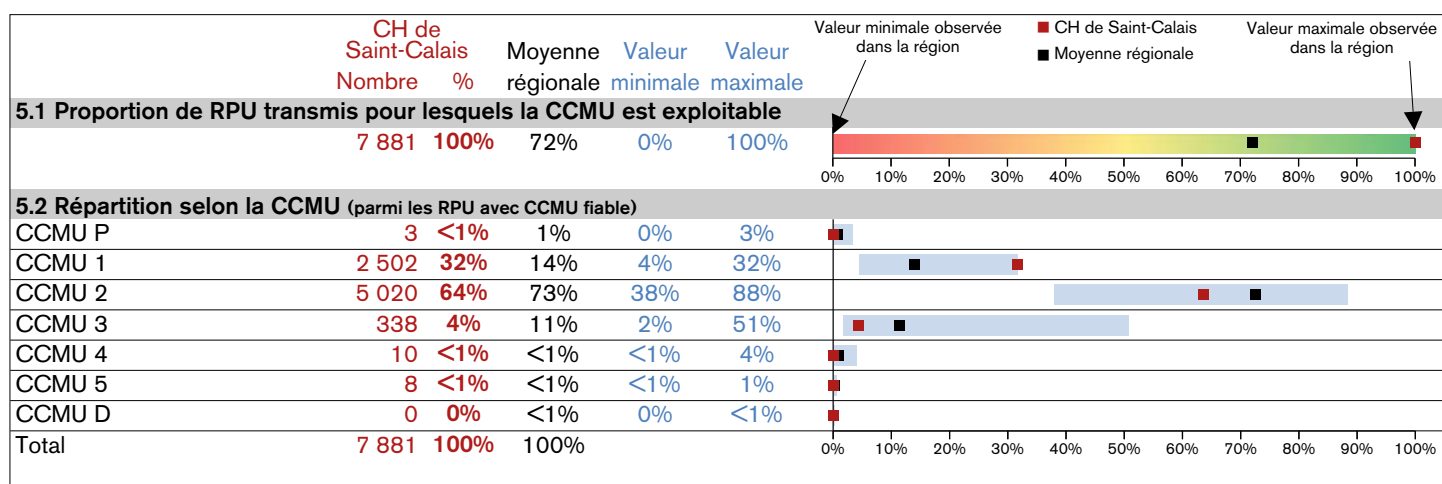 CH de Saint-Calais Moyenne régionale Valeur minimale Valeur maximale
Nombre %
Valeur minimale observée dans la région
CH de Saint-Calais
Moyenne régionale
Valeur maximale observée dans la région
5.1 Proportion de RPU transmis pour lesquels la CCMU est exploitable
7 881 100% 72% 0% 100%
0% 10% 20% 30% 40% 50% 60% 70% 80% 90% 100%
5.2 Répartition selon la CCMU (parmi les RPU avec CCMU fiable)
CCMU P 3 <1% 1% 0% 3%
CCMU 1 2 502 32% 14% 4% 32%
CCMU 2 5 020 64% 73% 38% 88%
CCMU 3 338 4% 11% 2% 51%
CCMU 4 10 <1% <1% <1% 4%
CCMU 5 8 <1% <1% <1% 1%
CCMU D 0 0% <1% 0% <1%
Total 7 881 100% 100%
0% 10% 20% 30% 40% 50% 60% 70% 80% 90% 100%